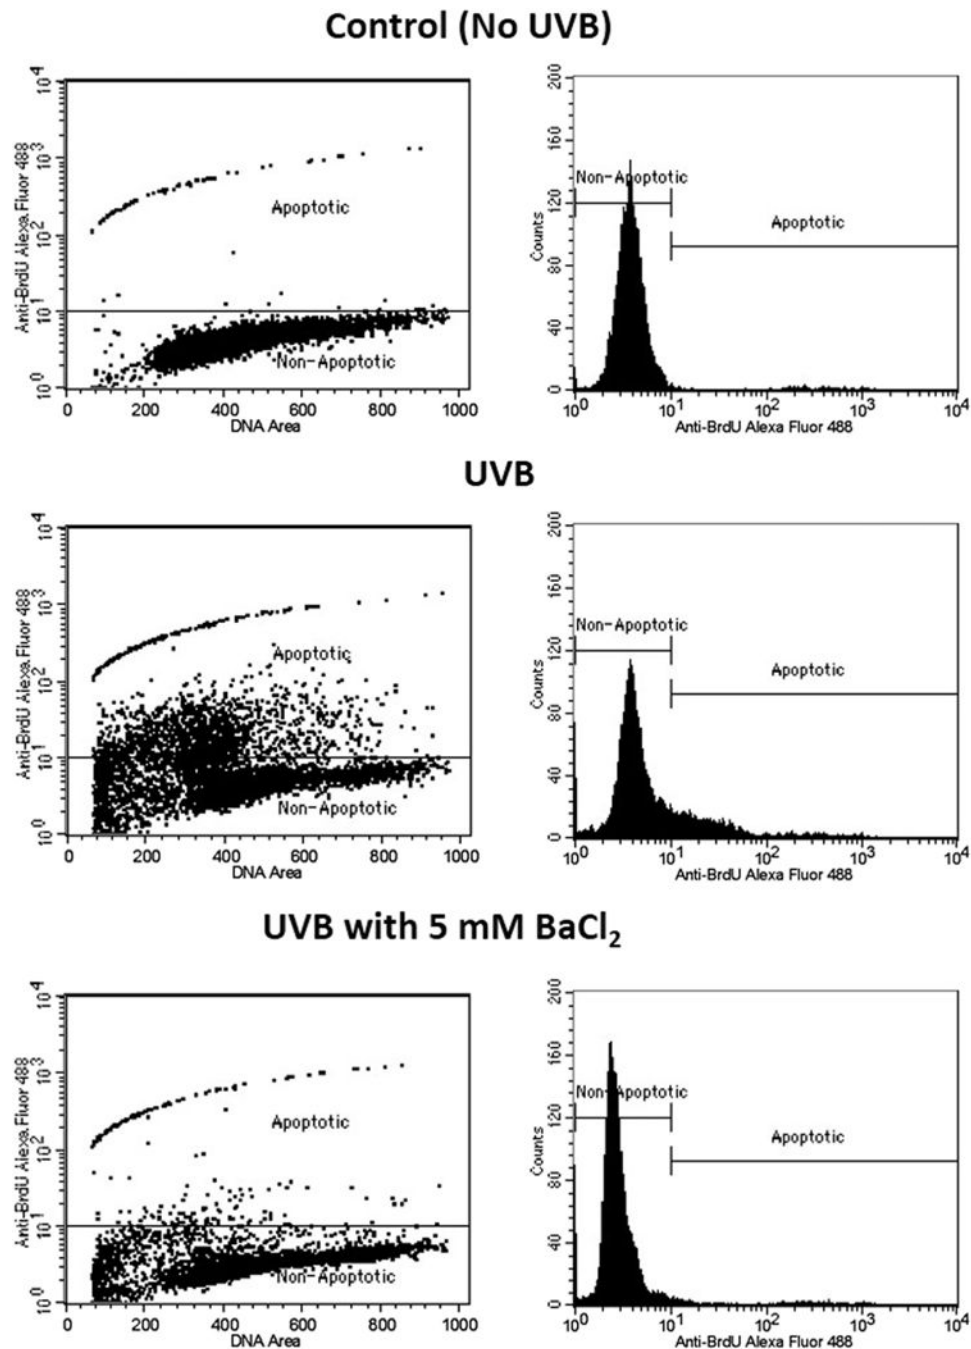 Control (No UVB)
Anti-BrdU Alexa Fluor 488
10^0 10^1 10^2 10^3 10^4
Apoptotic
Non-Apoptotic
0 200 400 600 800 1000
DNA Area
Counts
0 40 80 120 160 200
Non-Apoptotic
Apoptotic
10^0 10^1 10^2 10^3 10^4
Anti-BrdU Alexa Fluor 488
UVB
Anti-BrdU Alexa Fluor 488
10^0 10^1 10^2 10^3 10^4
Apoptotic
Non-Apoptotic
0 200 400 600 800 1000
DNA Area
Counts
0 40 80 120 160 200
Non-Apoptotic
Apoptotic
10^0 10^1 10^2 10^3 10^4
Anti-BrdU Alexa Fluor 488
UVB with 5 mM BaCl₂
Anti-BrdU Alexa Fluor 488
10^0 10^1 10^2 10^3 10^4
Apoptotic
Non-Apoptotic
0 200 400 600 800 1000
DNA Area
Counts
0 40 80 120 160 200
Non-Apoptotic
Apoptotic
10^0 10^1 10^2 10^3 10^4
Anti-BrdU Alexa Fluor 488